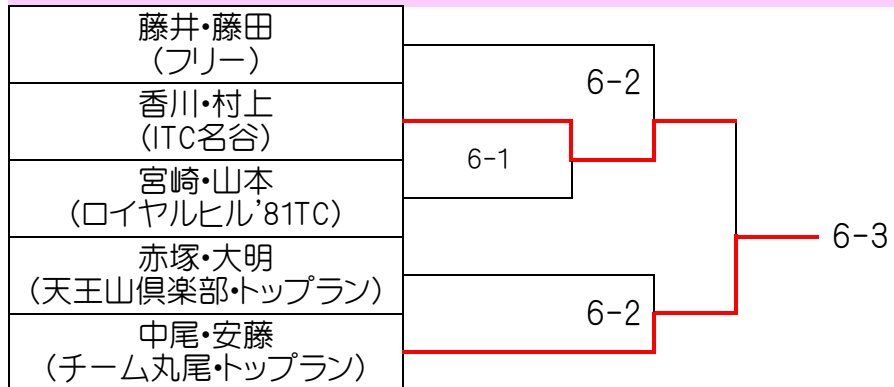 藤井・藤田
(フリー)
6-2
香川・村上
(ITC名谷)
6-1
宮崎・山本
(ロイヤルヒル'81TC)
6-3
赤塚・大明
(天王山倶楽部・トップラン)
6-2
中尾・安藤
(チーム丸尾・トップラン)